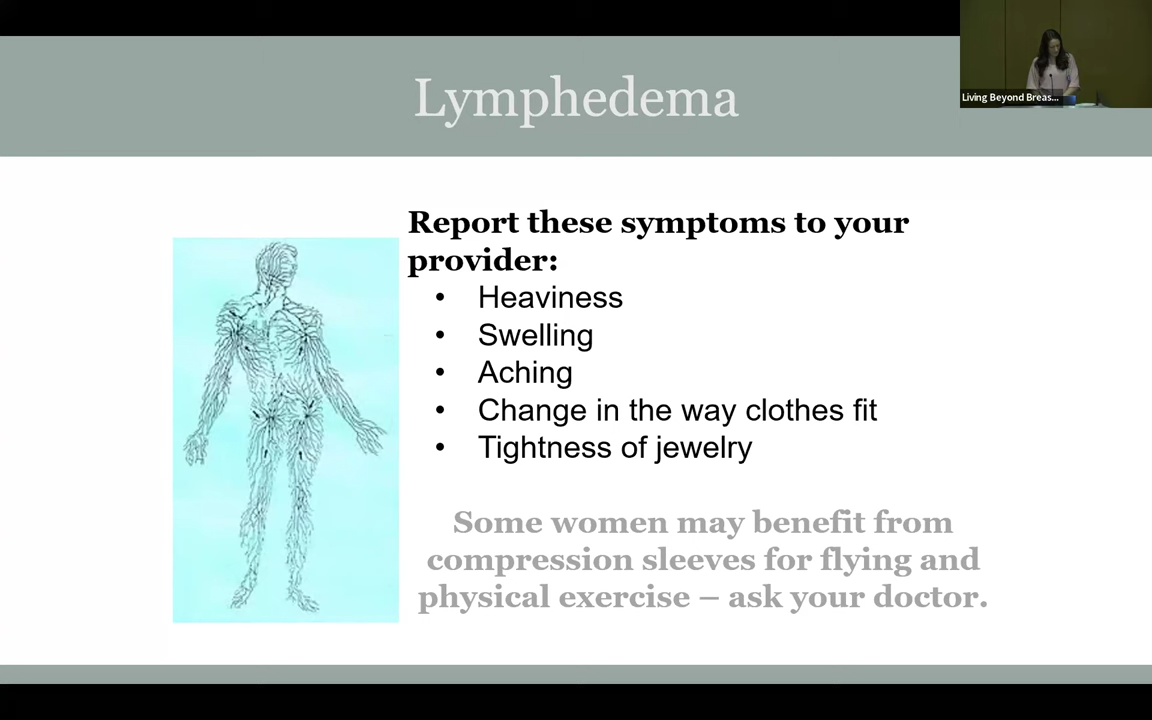 Lymphedema
Living Beyond Breas...
Report these symptoms to your
provider:
• Heaviness
• Swelling
• Aching
• Change in the way clothes fit
• Tightness of jewelry
Some women may benefit from
compression sleeves for flying and
physical exercise – ask your doctor.